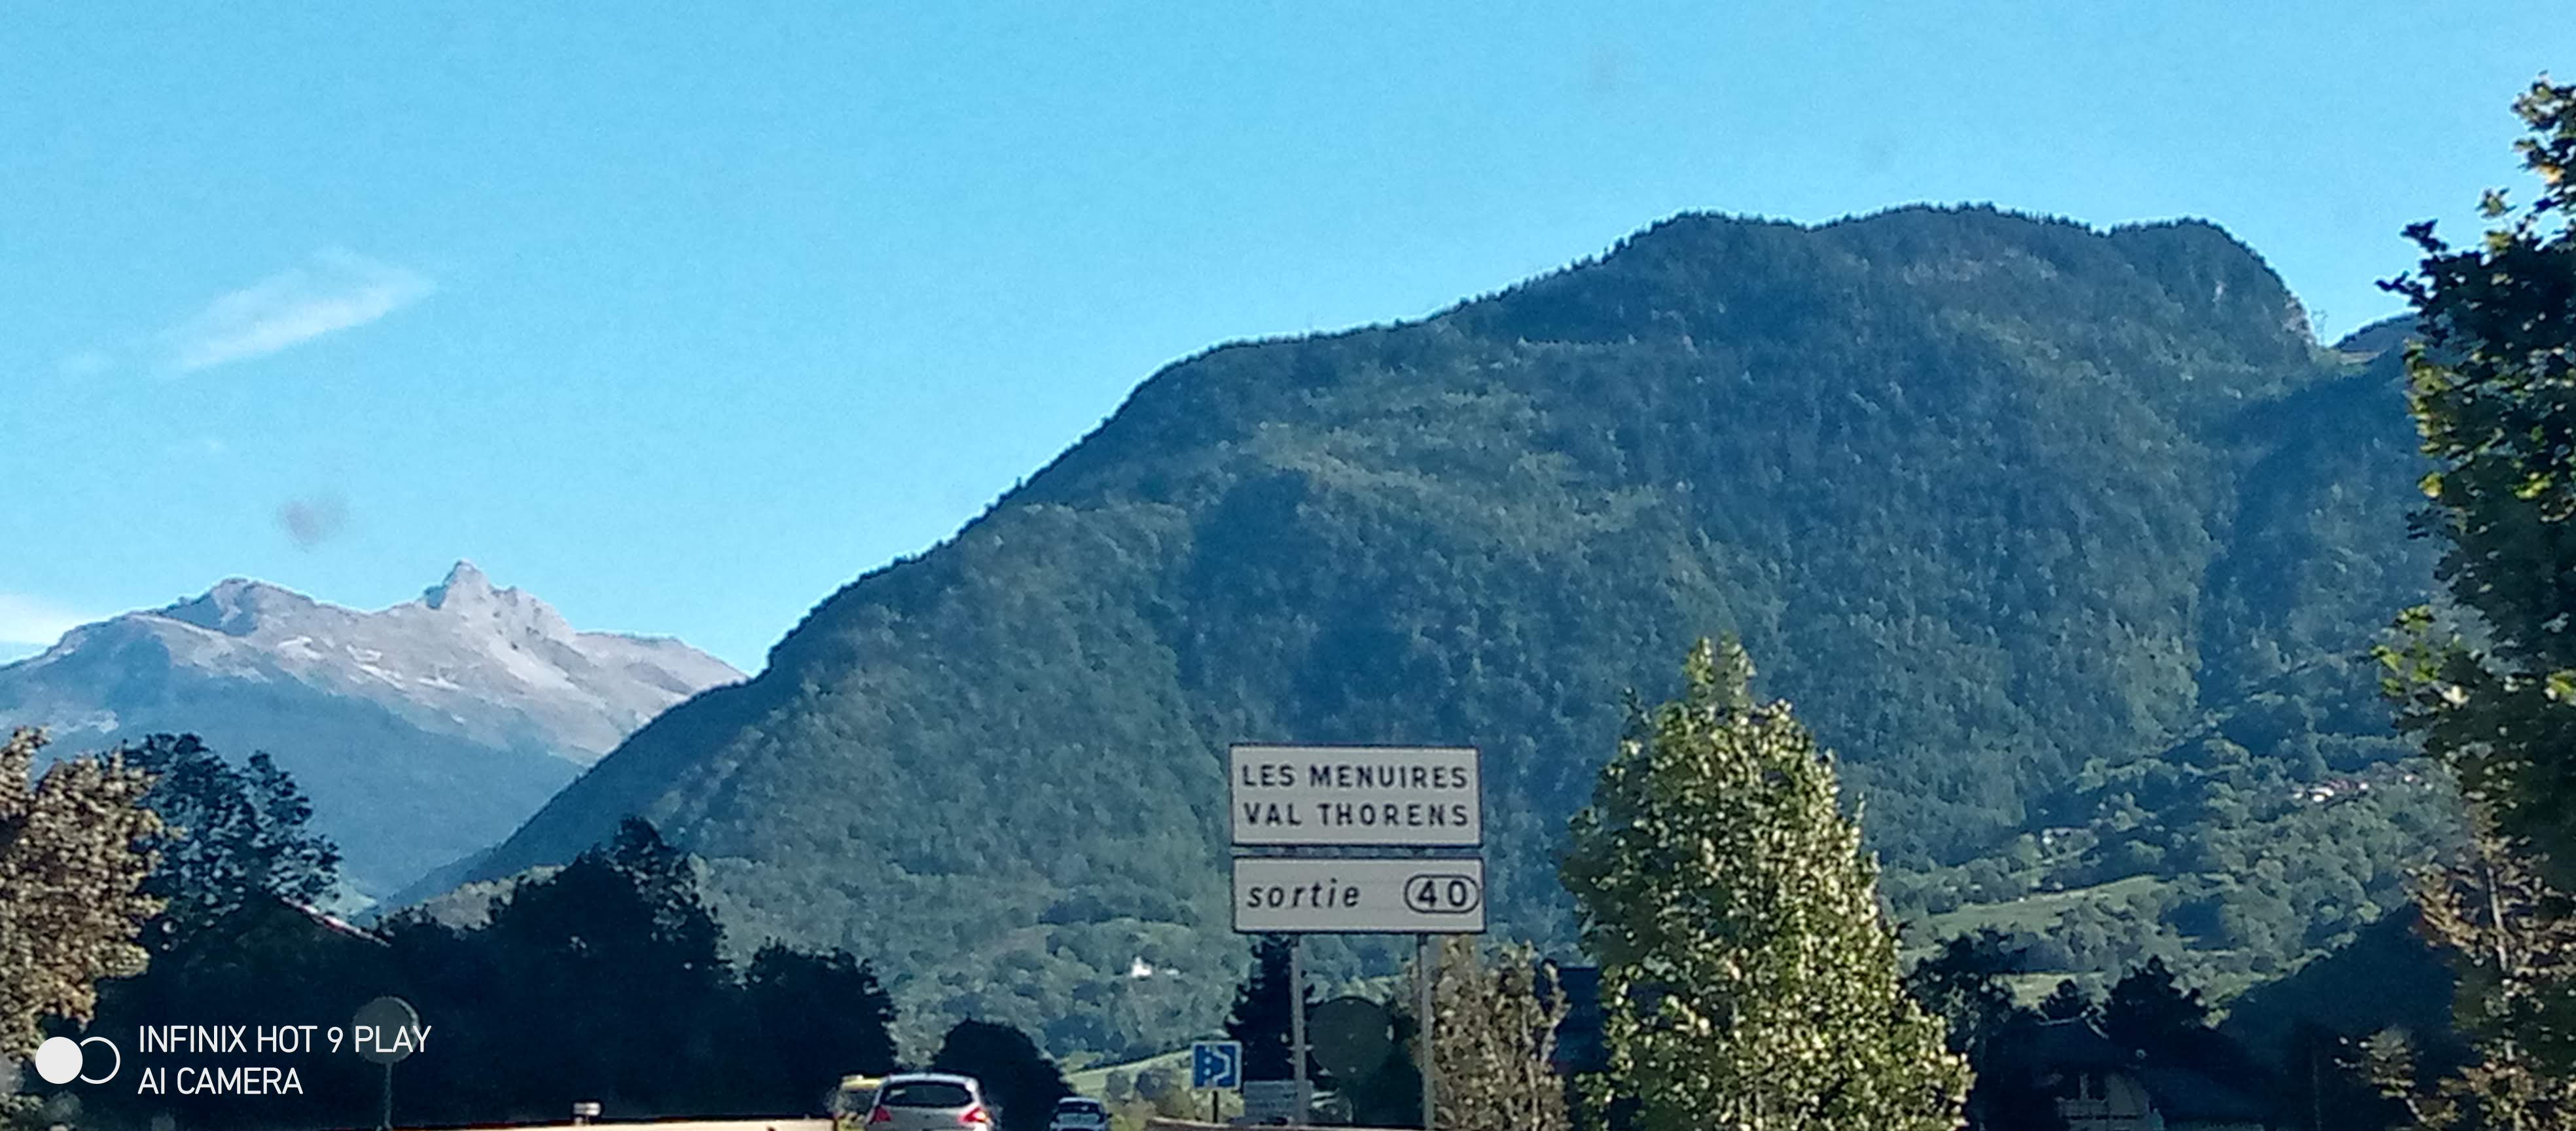 LES MENUIRES
VAL THORENS
sortie 40
INFINIX HOT 9 PLAY
AI CAMERA